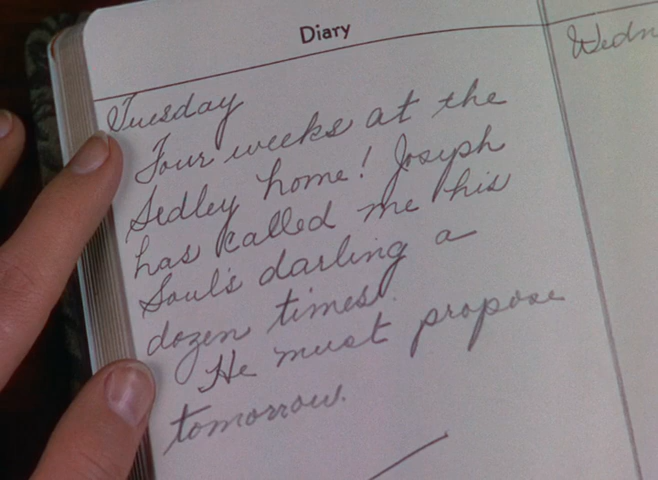 Diary
Tuesday
Four weeks at the
Sedley home! Joseph
has called me his
Soul's darling a
dozen times.
He must propose
tomorrow.